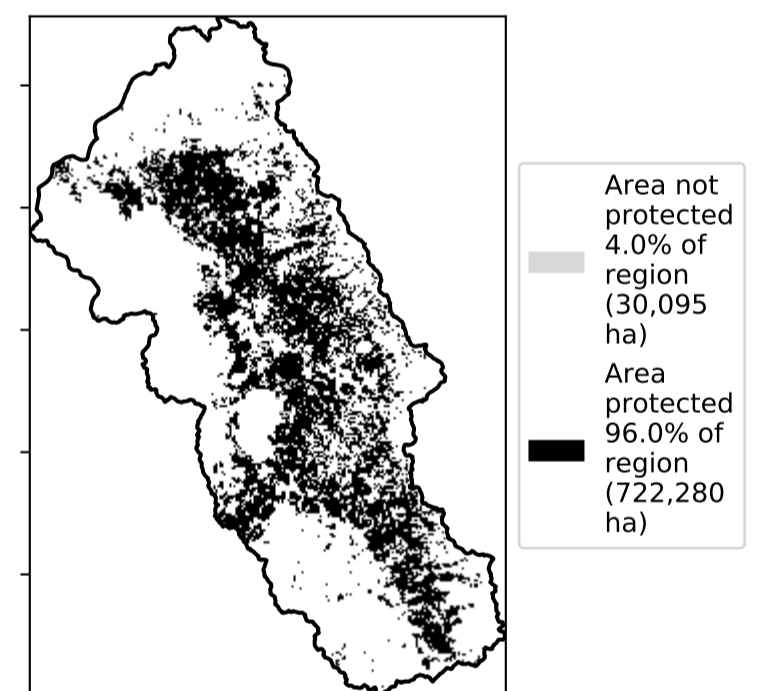 Area not
protected
4.0% of
region
(30,095
ha)
Area
protected
96.0% of
region
(722,280
ha)